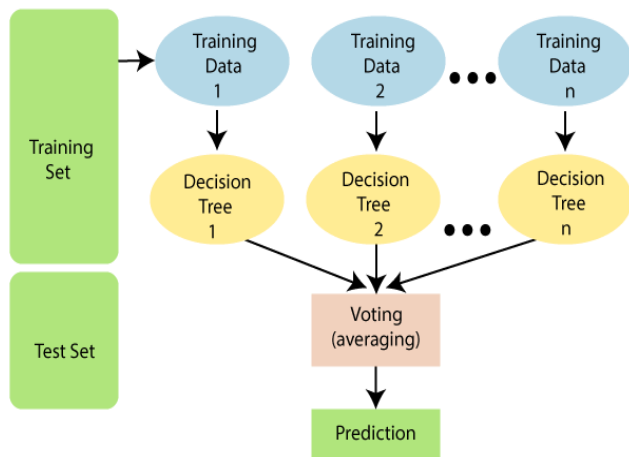 Training
Set
Test Set
Training
Data
1
Training
Data
2
Training
Data
n
Decision
Tree
1
Decision
Tree
2
Decision
Tree
n
Voting
(averaging)
Prediction